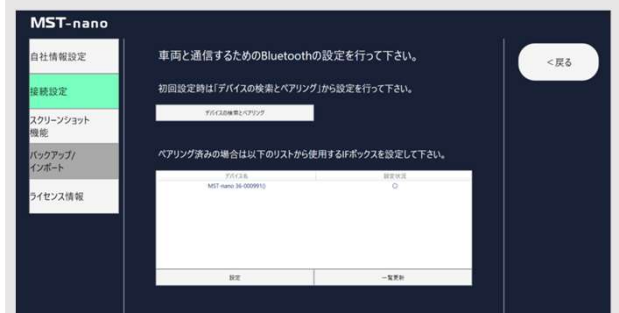 MST-nano
自社情報設定
接続設定
スクリーンショット
機能
バックアップ/
インポート
ライセンス情報
車両と通信するためのBluetoothの設定を行って下さい。
初回設定時は「デバイスの検索とペアリング」から設定を行って下さい。
デバイスの検索とペアリング
ペアリング済みの場合は以下のリストから使用するIFボックスを設定して下さい。
デバイス名 設定状況
MST-nano 36-000991() ○
設定 一覧更新
<戻る